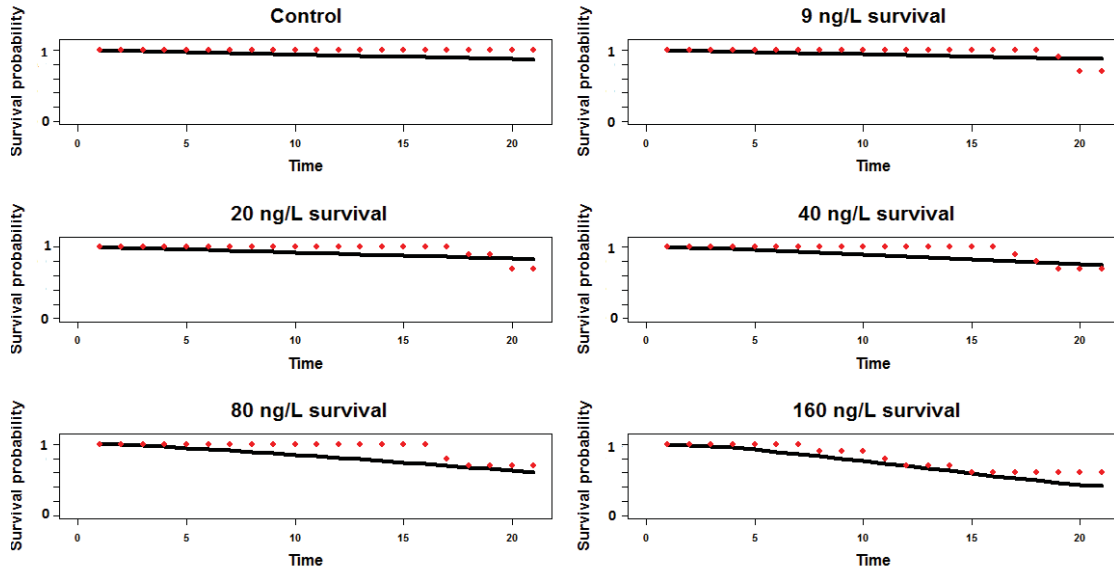 Control
Survival probability
1
0
0 5 10 15 20
Time
9 ng/L survival
Survival probability
1
0
0 5 10 15 20
Time
20 ng/L survival
Survival probability
1
0
0 5 10 15 20
Time
40 ng/L survival
Survival probability
1
0
0 5 10 15 20
Time
80 ng/L survival
Survival probability
1
0
0 5 10 15 20
Time
160 ng/L survival
Survival probability
1
0
0 5 10 15 20
Time